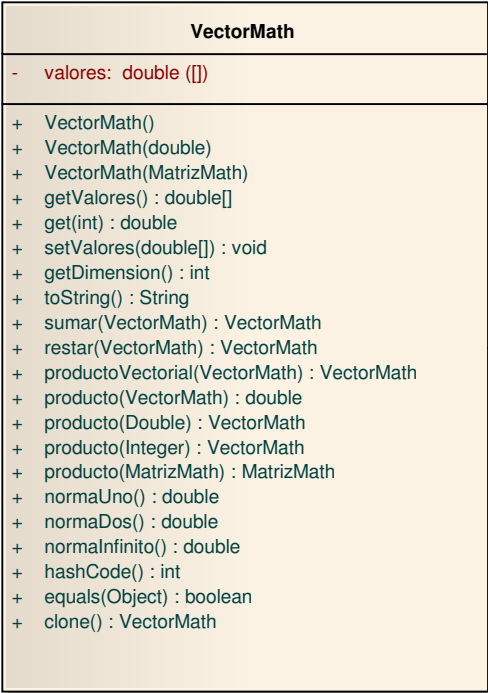 VectorMath
- valores: double ([])
+ VectorMath()
+ VectorMath(double)
+ VectorMath(MatrizMath)
+ getValores() : double[]
+ get(int) : double
+ setValores(double[]) : void
+ getDimension() : int
+ toString() : String
+ sumar(VectorMath) : VectorMath
+ restar(VectorMath) : VectorMath
+ productoVectorial(VectorMath) : VectorMath
+ producto(VectorMath) : double
+ producto(Double) : VectorMath
+ producto(Integer) : VectorMath
+ producto(MatrizMath) : MatrizMath
+ normaUno() : double
+ normaDos() : double
+ normaInfinito() : double
+ hashCode() : int
+ equals(Object) : boolean
+ clone() : VectorMath